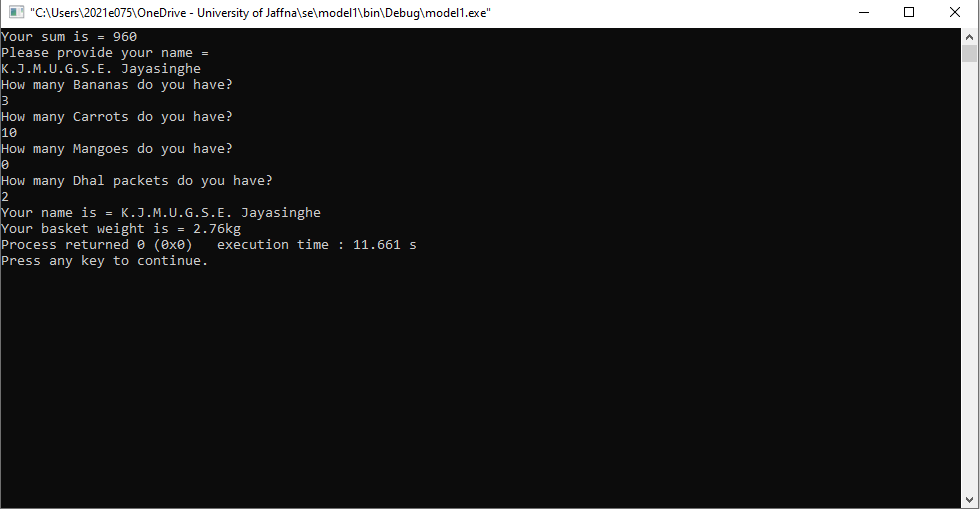 "C:\Users\2021e075\OneDrive - University of Jaffna\se\model1\bin\Debug\model1.exe"
Your sum is = 960
Please provide your name =
K.J.M.U.G.S.E. Jayasinghe
How many Bananas do you have?
3
How many Carrots do you have?
10
How many Mangoes do you have?
0
How many Dhal packets do you have?
2
Your name is = K.J.M.U.G.S.E. Jayasinghe
Your basket weight is = 2.76kg
Process returned 0 (0x0)   execution time : 11.661 s
Press any key to continue.